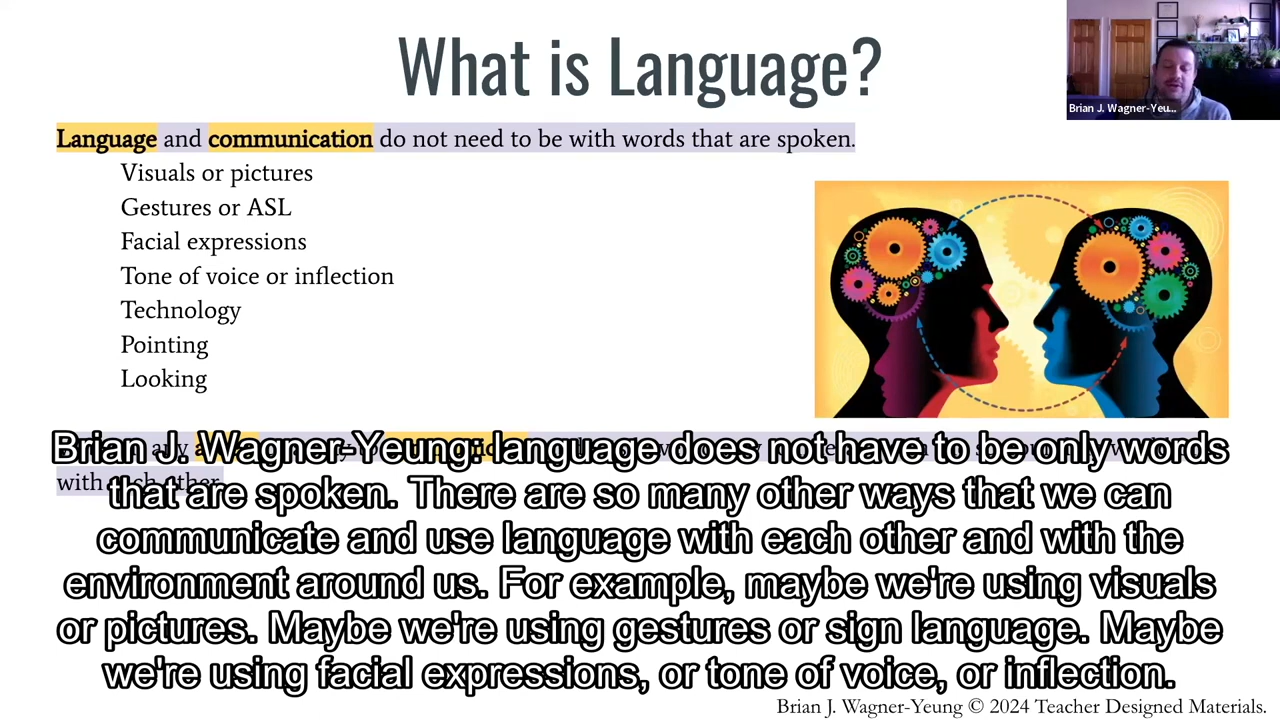 What is Language?
Brian J. Wagner-Yeu...
Language and communication do not need to be with words that are spoken.
Visuals or pictures
Gestures or ASL
Facial expressions
Tone of voice or inflection
Technology
Pointing
Looking
Brian J. Wagner-Yeung: language does not have to be only words
that are spoken. There are so many other ways that we can
communicate and use language with each other and with the
environment around us. For example, maybe we're using visuals
or pictures. Maybe we're using gestures or sign language. Maybe
we're using facial expressions, or tone of voice, or inflection.
with each other.
Brian J. Wagner-Yeung © 2024 Teacher Designed Materials.